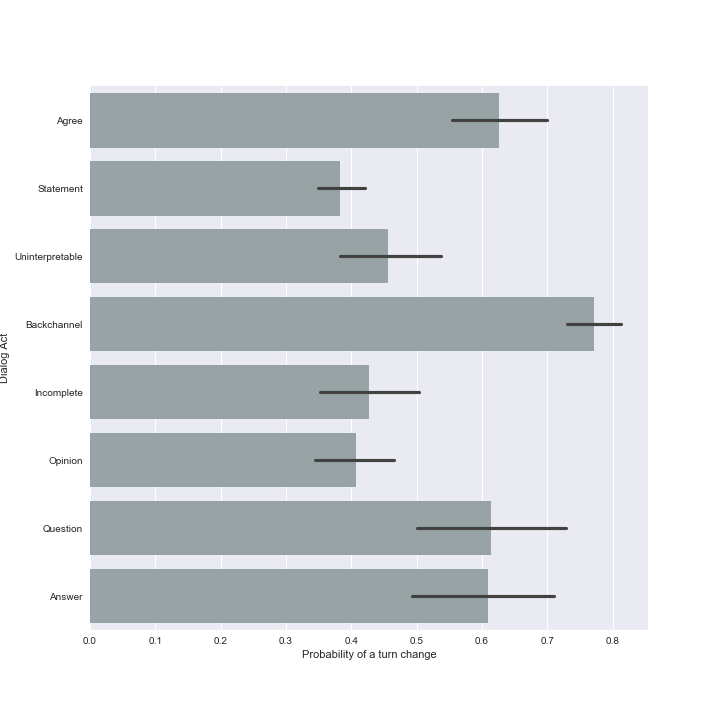 Agree
Statement
Uninterpretable
Backchannel
Incomplete
Opinion
Question
Answer
Dialog Act
0.0 0.1 0.2 0.3 0.4 0.5 0.6 0.7 0.8
Probability of a turn change